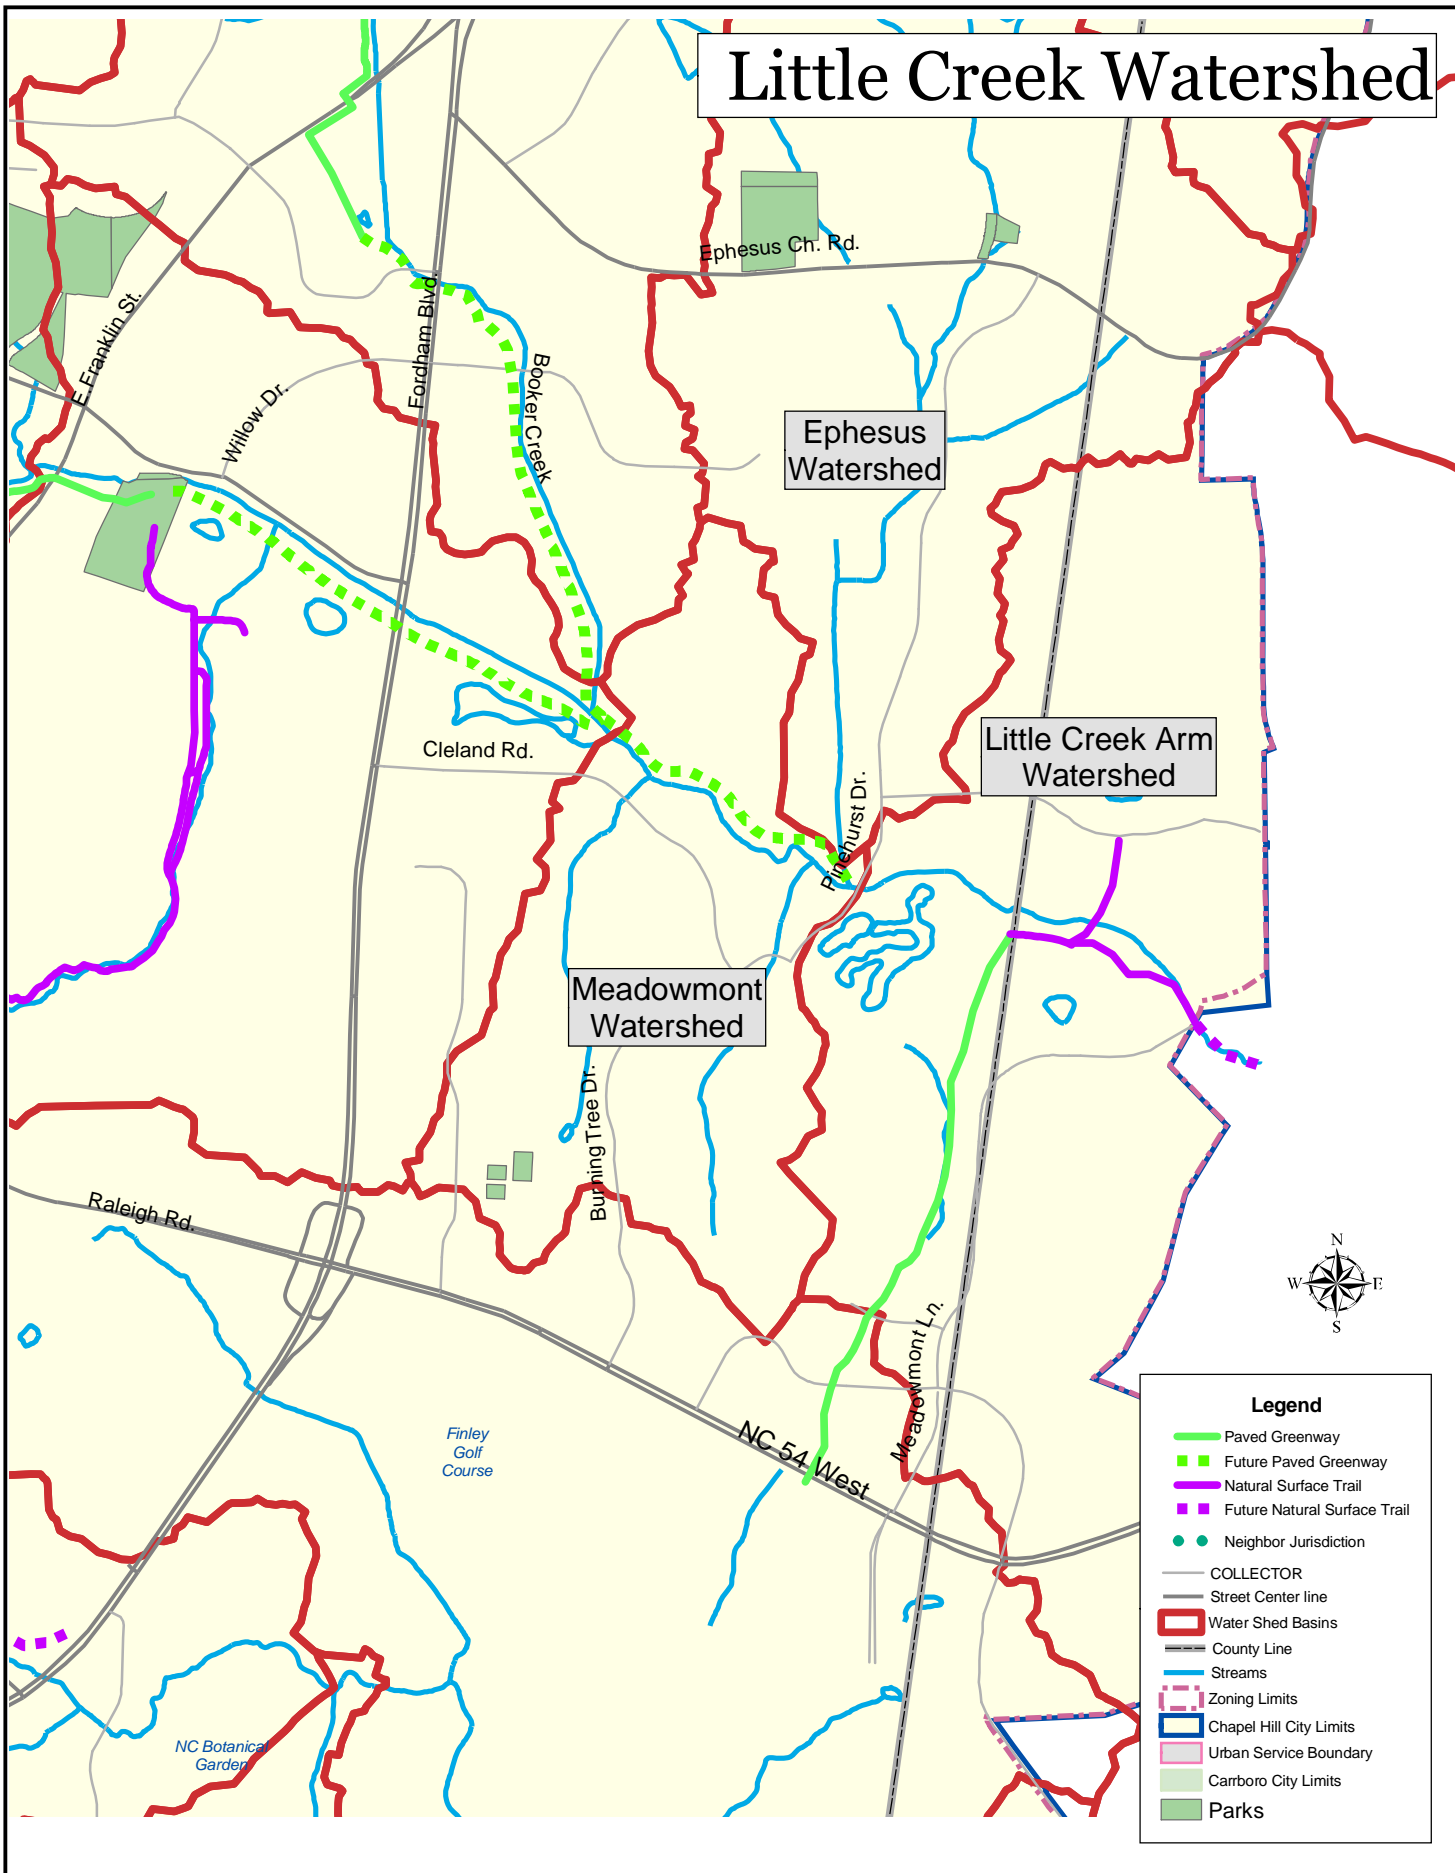 Little Creek Watershed
Ephesus Ch. Rd.
E. Franklin St.
Fordham Blvd.
Willow Dr.
Booker Creek
Ephesus
Watershed
Cleland Rd.
Little Creek Arm
Watershed
Pinehurst Dr.
Meadowmont
Watershed
Burning Tree Dr.
Raleigh Rd.
N
W
E
S
Meadowmont Ln.
NC 54 West
Finley
Golf
Course
NC Botanical
Garden
Legend
Paved Greenway
Future Paved Greenway
Natural Surface Trail
Future Natural Surface Trail
Neighbor Jurisdiction
COLLECTOR
Street Center line
Water Shed Basins
County Line
Streams
Zoning Limits
Chapel Hill City Limits
Urban Service Boundary
Carrboro City Limits
Parks